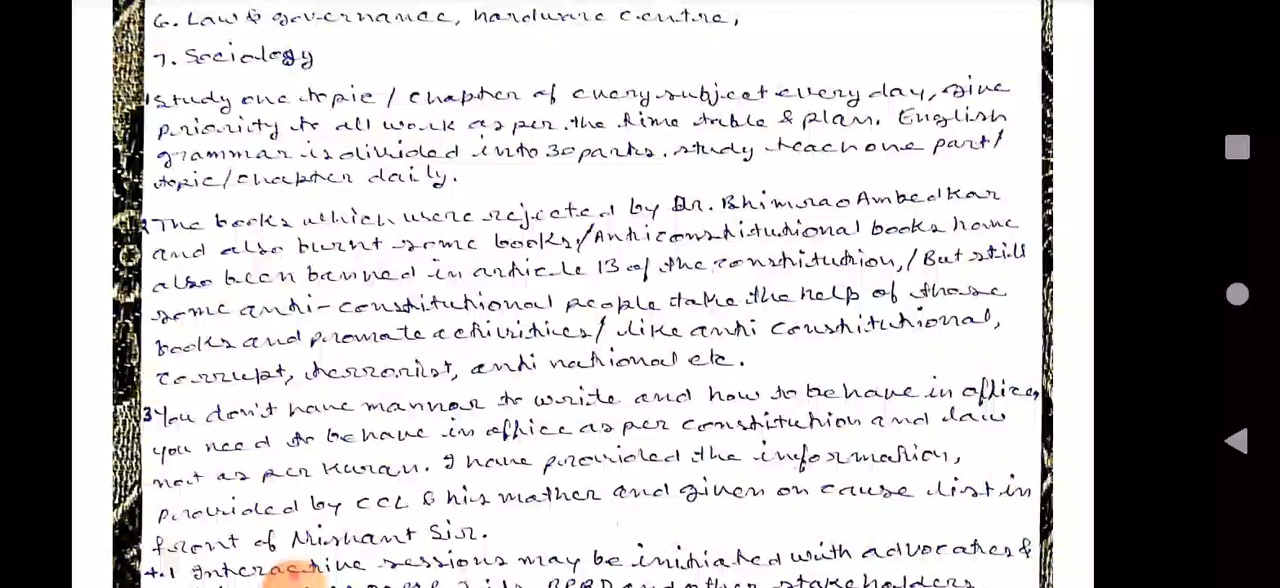 6. Law & governance, hardware centre,
7. Sociology
1 Study one topic / chapter of every subject every day, give
priority to all work as per the time table & plan. English
grammar is divided into 30 parts. study teach one part/
topic/chapter daily.
2 The books which were rejected by Dr. Bhimrao Ambedkar
and also burnt some books/Anticonstitutional books have
also been banned in article 13 of the constitution,/But still
some anti-constitutional people take the help of those
books and promote activities/ like anti constitutional,
corrupt, terrorist, anti national etc.
3 You don't have mannar to write and how to behave in office,
you need to behave in office as per constitution and law
not as per Kuran. I have provided the information,
provided by CCL & his mother and given on cause list in
front of Nishant Sir.
4.1 Interactive sessions may be initiated with advocates &
and other stakeholders